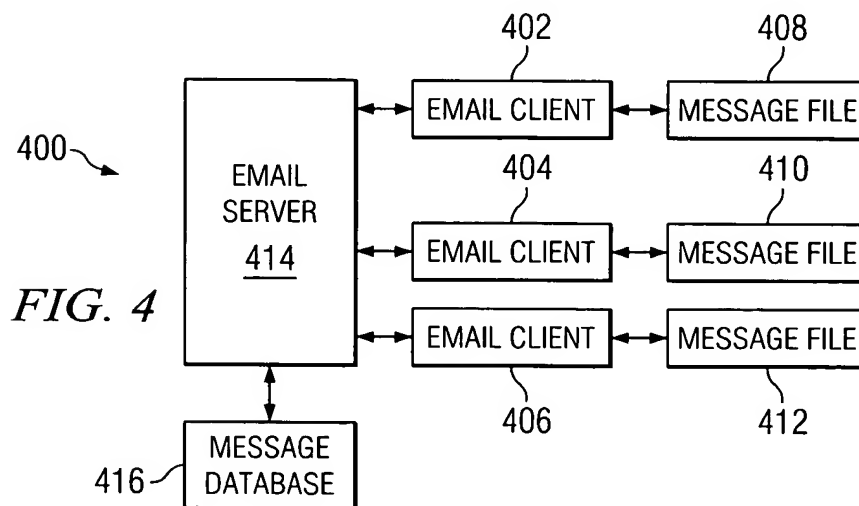 402
408
EMAIL CLIENT
MESSAGE FILE
400
EMAIL
SERVER
414
404
410
EMAIL CLIENT
MESSAGE FILE
FIG. 4
EMAIL CLIENT
MESSAGE FILE
406
412
416
MESSAGE
DATABASE